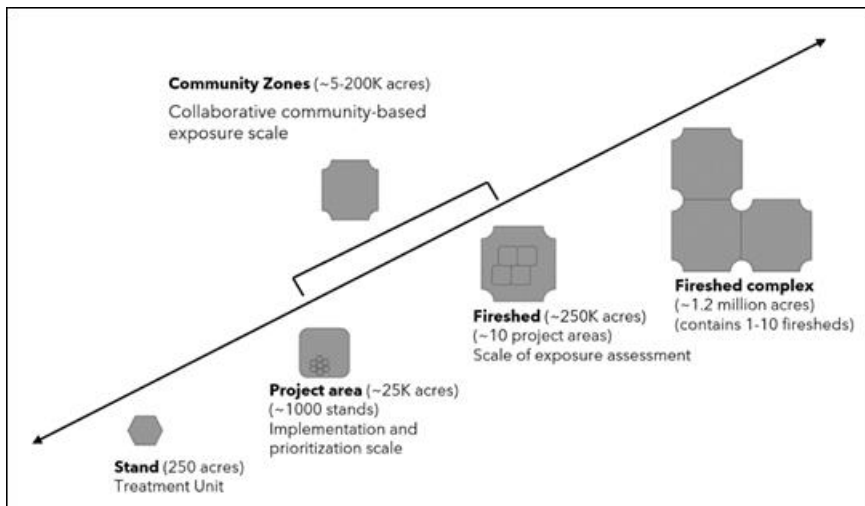 Community Zones (~5-200K acres)
Collaborative community-based
exposure scale
Fireshed complex
(~1.2 million acres)
(contains 1-10 firesheds)
Fireshed (~250K acres)
(~10 project areas)
Scale of exposure assessment
Project area (~25K acres)
(~1000 stands)
Implementation and
prioritization scale
Stand (250 acres)
Treatment Unit